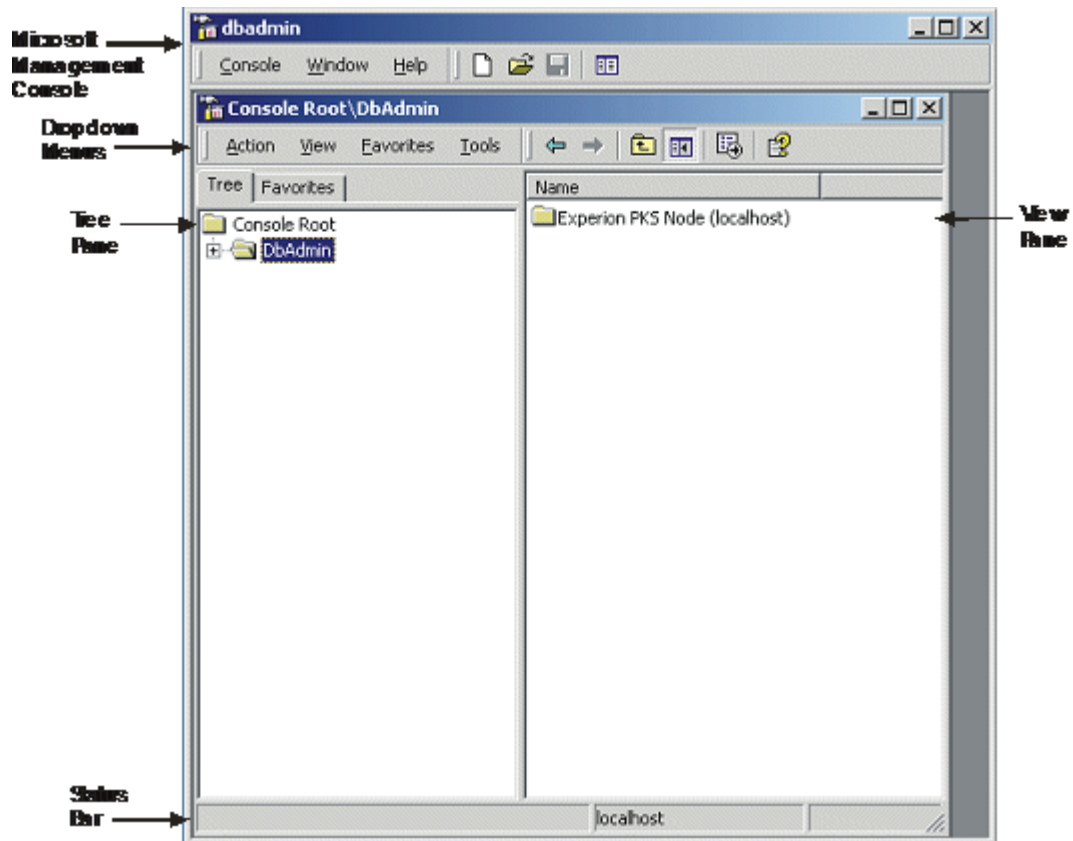 dbadmin
Microsoft
Management
Console
Console Window Help
Console Root\DbAdmin
Dropdown
Menus
Action View Favorites Tools
Tree Favorites
Name
Tree
Pane
Console Root
DbAdmin
Experion PKS Node (localhost)
View
Pane
Status
Bar
localhost